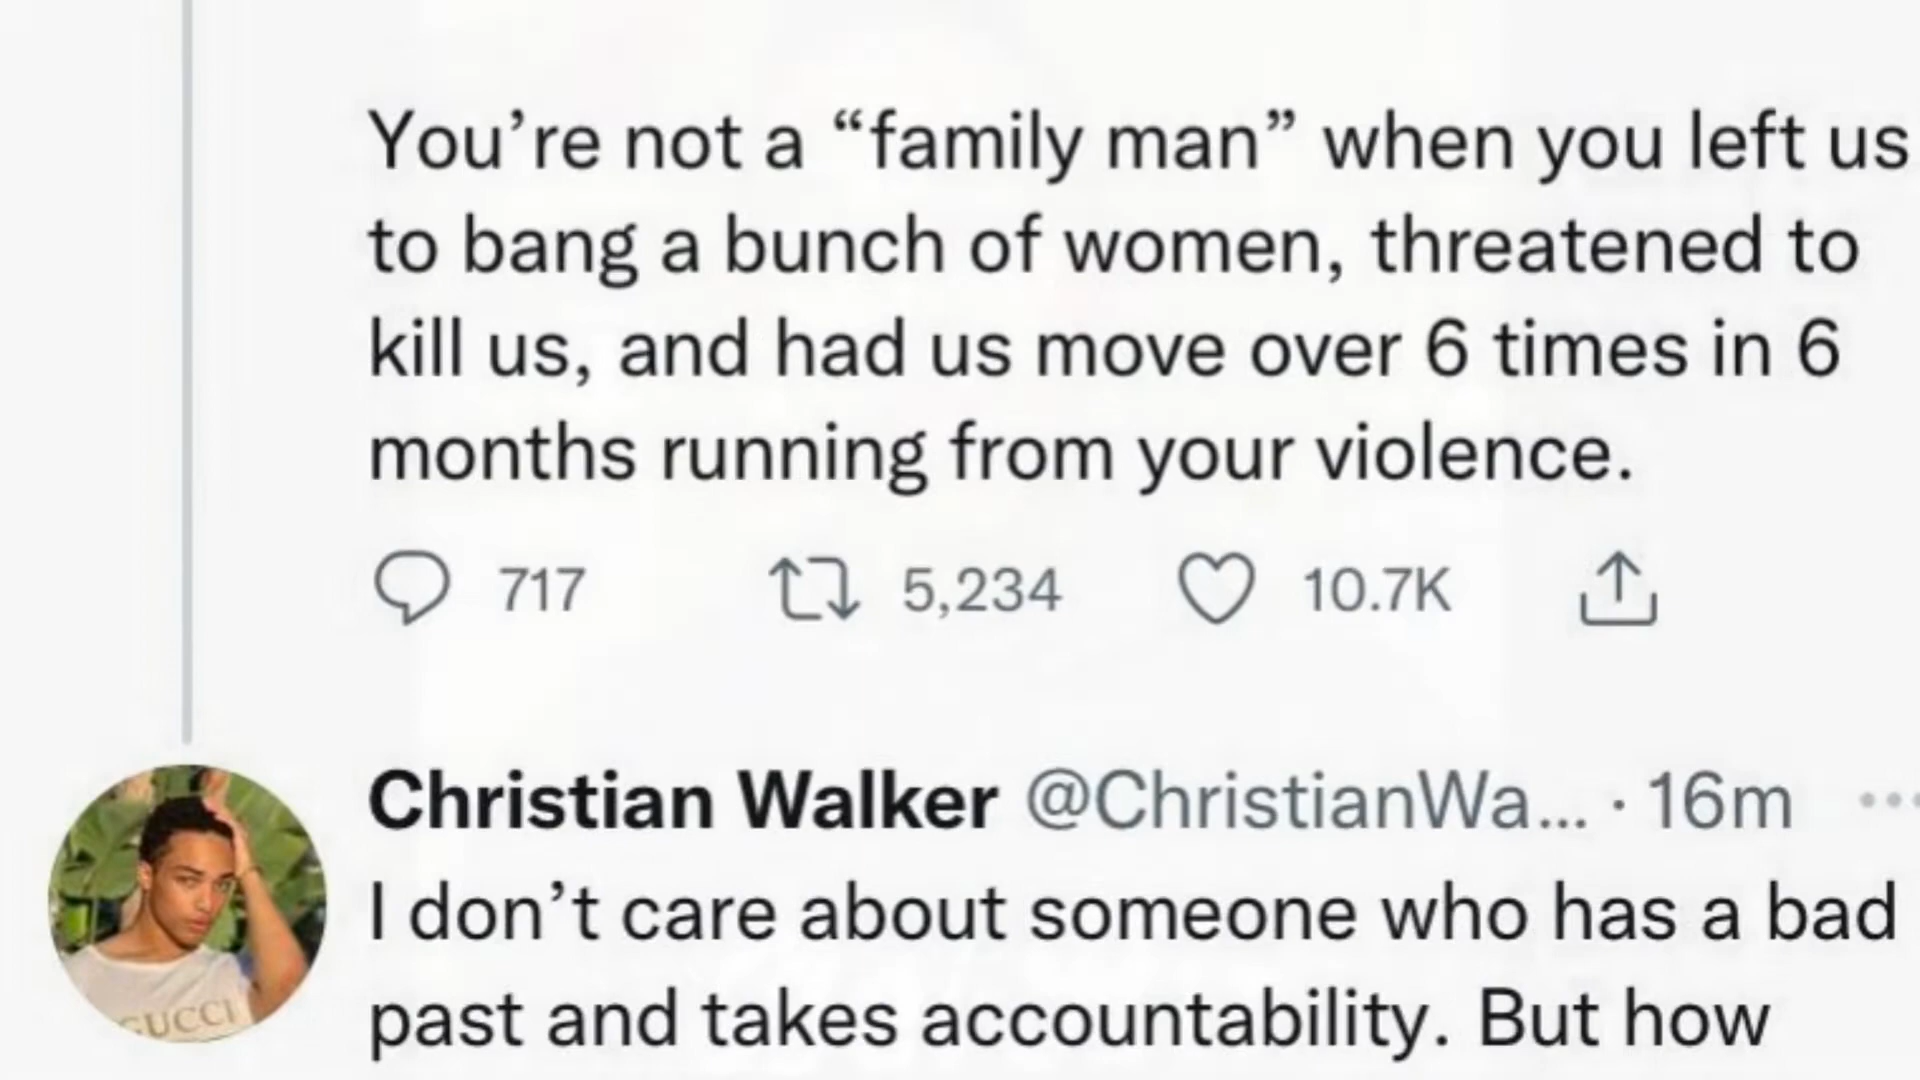 You’re not a “family man” when you left us
to bang a bunch of women, threatened to
kill us, and had us move over 6 times in 6
months running from your violence.
717 5,234 10.7K
Christian Walker @ChristianWa... · 16m
I don’t care about someone who has a bad
past and takes accountability. But how
GUCCI